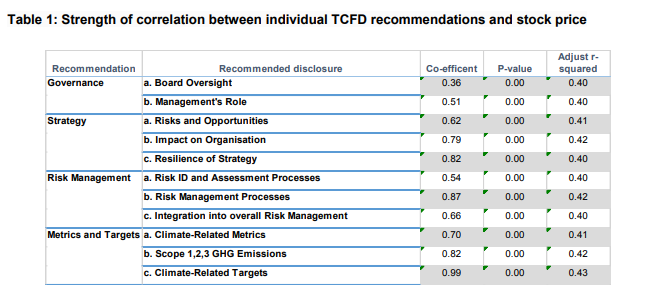 Table 1: Strength of correlation between individual TCFD recommendations and stock price
Recommendation Recommended disclosure Co-efficent P-value Adjust r-squared
Governance a. Board Oversight 0.36 0.00 0.40
b. Management's Role 0.51 0.00 0.40
Strategy a. Risks and Opportunities 0.62 0.00 0.41
b. Impact on Organisation 0.79 0.00 0.42
c. Resilience of Strategy 0.82 0.00 0.40
Risk Management a. Risk ID and Assessment Processes 0.54 0.00 0.40
b. Risk Management Processes 0.87 0.00 0.42
c. Integration into overall Risk Management 0.66 0.00 0.40
Metrics and Targets a. Climate-Related Metrics 0.70 0.00 0.41
b. Scope 1,2,3 GHG Emissions 0.82 0.00 0.42
c. Climate-Related Targets 0.99 0.00 0.43